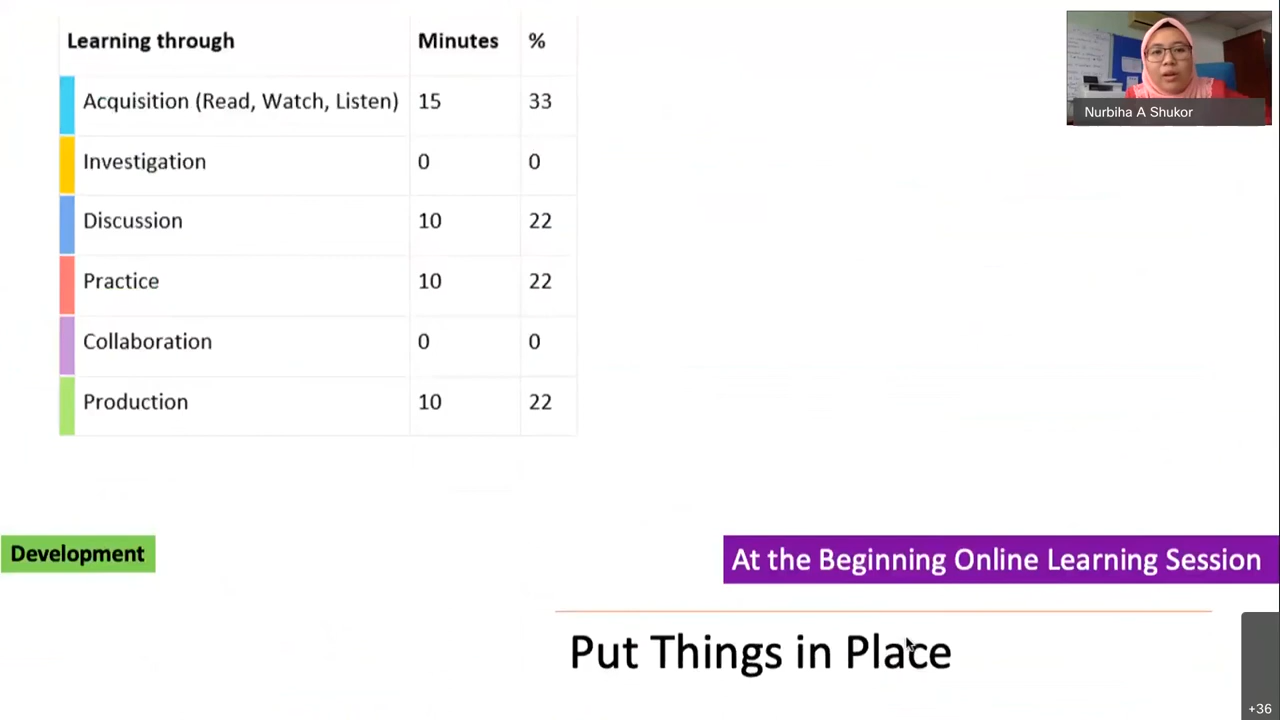 Learning through Minutes %
Acquisition (Read, Watch, Listen) 15 33
Investigation 0 0
Discussion 10 22
Practice 10 22
Collaboration 0 0
Production 10 22
Nurbiha A Shukor
Development
At the Beginning Online Learning Session
Put Things in Place
+36